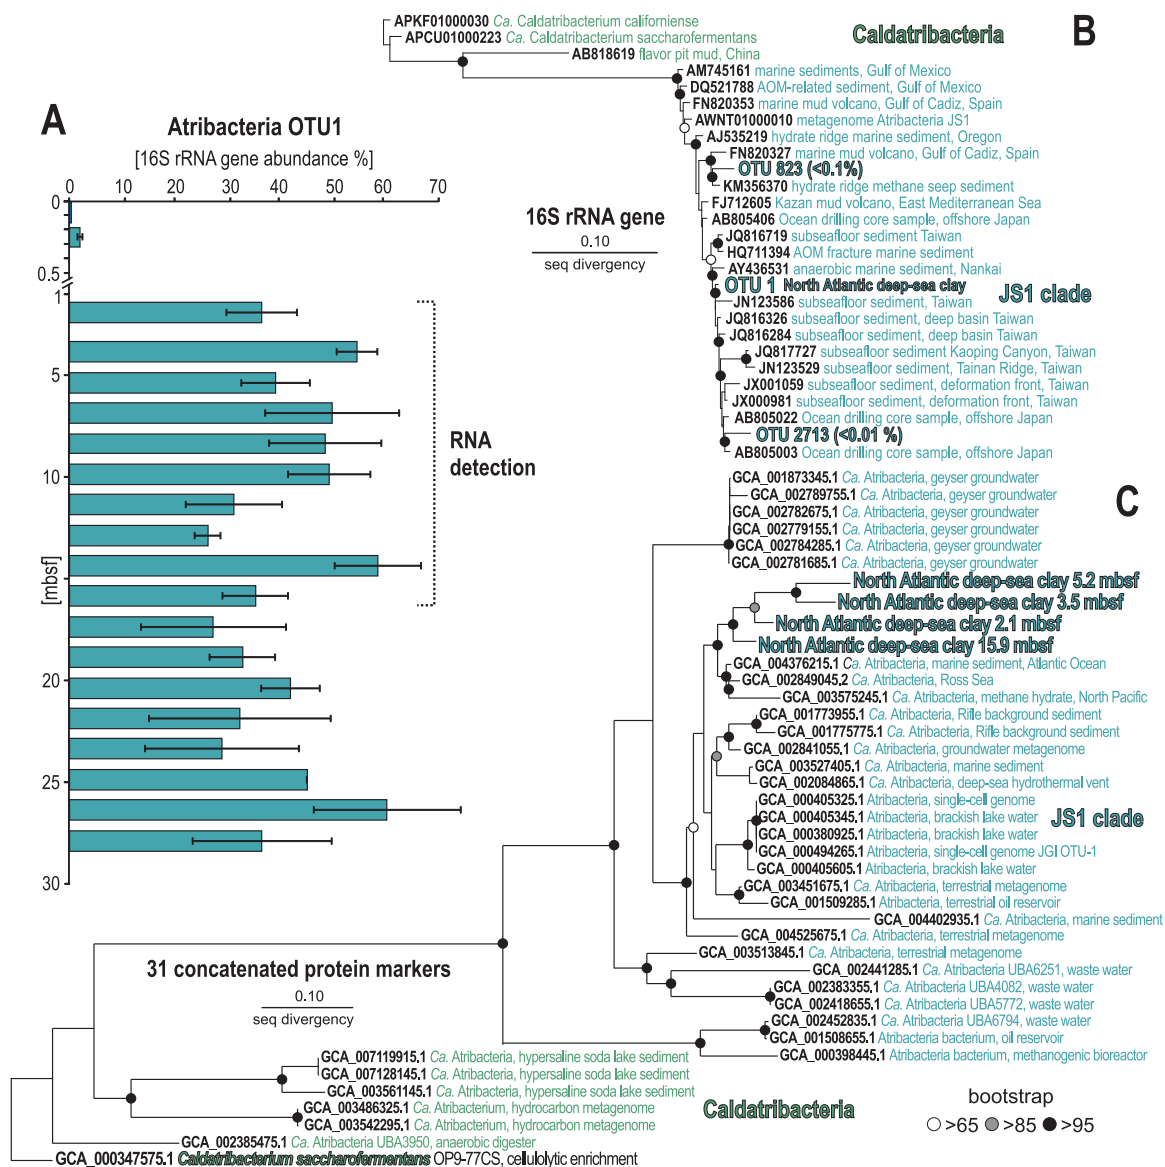 A
Atribacteria OTU1
[16S rRNA gene abundance %]
0 10 20 30 40 50 60 70
0
0.5
1
5
10
[mbsf]
20
25
30
RNA
detection
B
APKF01000030 Ca. Caldatribacterium californiense
APCU01000223 Ca. Caldatribacterium saccharofermentans
Caldatribacteria
AB818619 flavor pit mud, China
AM745161 marine sediments, Gulf of Mexico
DQ521788 AOM-related sediment, Gulf of Mexico
FN820353 marine mud volcano, Gulf of Cadiz, Spain
AWNT01000010 metagenome Atribacteria JS1
AJ535219 hydrate ridge marine sediment, Oregon
FN820327 marine mud volcano, Gulf of Cadiz, Spain
OTU 823 (<0.1%)
KM356370 hydrate ridge methane seep sediment
FJ712605 Kazan mud volcano, East Mediterranean Sea
AB805406 Ocean drilling core sample, offshore Japan
JQ816719 subseafloor sediment Taiwan
HQ711394 AOM fracture marine sediment
AY436531 anaerobic marine sediment, Nankai
OTU 1 North Atlantic deep-sea clay
JS1 clade
JN123586 subseafloor sediment, Taiwan
JQ816326 subseafloor sediment, deep basin Taiwan
JQ816284 subseafloor sediment, deep basin Taiwan
JQ817727 subseafloor sediment Kaoping Canyon, Taiwan
JN123529 subseafloor sediment, Tainan Ridge, Taiwan
JX001059 subseafloor sediment, deformation front, Taiwan
JX000981 subseafloor sediment, deformation front, Taiwan
AB805022 Ocean drilling core sample, offshore Japan
OTU 2713 (<0.01 %)
AB805003 Ocean drilling core sample, offshore Japan
16S rRNA gene
0.10
seq divergency
C
GCA_001873345.1 Ca. Atribacteria, geyser groundwater
GCA_002789755.1 Ca. Atribacteria, geyser groundwater
GCA_002782675.1 Ca. Atribacteria, geyser groundwater
GCA_002779155.1 Ca. Atribacteria, geyser groundwater
GCA_002784285.1 Ca. Atribacteria, geyser groundwater
GCA_002781685.1 Ca. Atribacteria, geyser groundwater
North Atlantic deep-sea clay 5.2 mbsf
North Atlantic deep-sea clay 3.5 mbsf
North Atlantic deep-sea clay 2.1 mbsf
North Atlantic deep-sea clay 15.9 mbsf
GCA_004376215.1 Ca. Atribacteria, marine sediment, Atlantic Ocean
GCA_002849045.2 Ca. Atribacteria, Ross Sea
GCA_003575245.1 Ca. Atribacteria, methane hydrate, North Pacific
GCA_001773955.1 Ca. Atribacteria, Rifle background sediment
GCA_001775775.1 Ca. Atribacteria, Rifle background sediment
GCA_002841055.1 Ca. Atribacteria, groundwater metagenome
GCA_003527405.1 Ca. Atribacteria, marine sediment
GCA_002084865.1 Ca. Atribacteria, deep-sea hydrothermal vent
GCA_000405325.1 Atribacteria, single-cell genome
GCA_000405345.1 Atribacteria, brackish lake water
JS1 clade
GCA_000380925.1 Atribacteria, brackish lake water
GCA_000494265.1 Atribacteria, single-cell genome JGI OTU-1
GCA_000405605.1 Atribacteria, brackish lake water
GCA_003451675.1 Atribacteria, terrestrial metagenome
GCA_001509285.1 Atribacteria, terrestrial oil reservoir
GCA_004402935.1 Ca. Atribacteria, marine sediment
GCA_004525675.1 Ca. Atribacteria, terrestrial metagenome
GCA_003513845.1 Ca. Atribacteria, terrestrial metagenome
GCA_002441285.1 Ca. Atribacteria UBA6251, waste water
GCA_002383355.1 Ca. Atribacteria UBA4082, waste water
GCA_002418655.1 Ca. Atribacteria UBA5772, waste water
GCA_002452835.1 Ca. Atribacteria UBA6794, waste water
GCA_001508655.1 Atribacteria bacterium, oil reservoir
GCA_000398445.1 Atribacteria bacterium, methanogenic bioreactor
31 concatenated protein markers
0.10
seq divergency
GCA_007119915.1 Ca. Atribacteria, hypersaline soda lake sediment
GCA_007128145.1 Ca. Atribacteria, hypersaline soda lake sediment
GCA_003561145.1 Ca. Atribacteria, hypersaline soda lake sediment
GCA_003486325.1 Ca. Atribacterium, hydrocarbon metagenome
GCA_003542295.1 Ca. Atribacterium, hydrocarbon metagenome
Caldatribacteria
GCA_002385475.1 Ca. Atribacteria UBA3950, anaerobic digester
GCA_000347575.1 Caldatribacterium saccharofermentans OP9-77CS, cellulolytic enrichment
bootstrap
>65 >85 >95